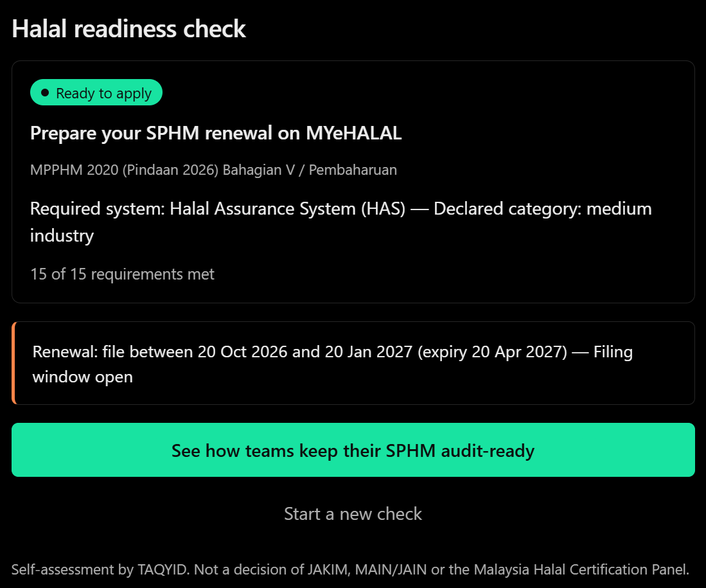 Halal readiness check
Ready to apply
Prepare your SPHM renewal on MYeHALAL
MPPHM 2020 (Pindaan 2026) Bahagian V / Pembaharuan
Required system: Halal Assurance System (HAS) — Declared category: medium
industry
15 of 15 requirements met
Renewal: file between 20 Oct 2026 and 20 Jan 2027 (expiry 20 Apr 2027) — Filing
window open
See how teams keep their SPHM audit-ready
Start a new check
Self-assessment by TAQYID. Not a decision of JAKIM, MAIN/JAIN or the Malaysia Halal Certification Panel.